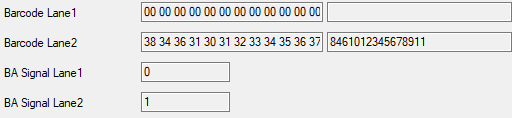 Barcode Lane1 00 00 00 00 00 00 00 00 00 00 00 00
Barcode Lane2 38 34 36 31 30 31 32 33 34 35 36 37 8461012345678911
BA Signal Lane1 0
BA Signal Lane2 1